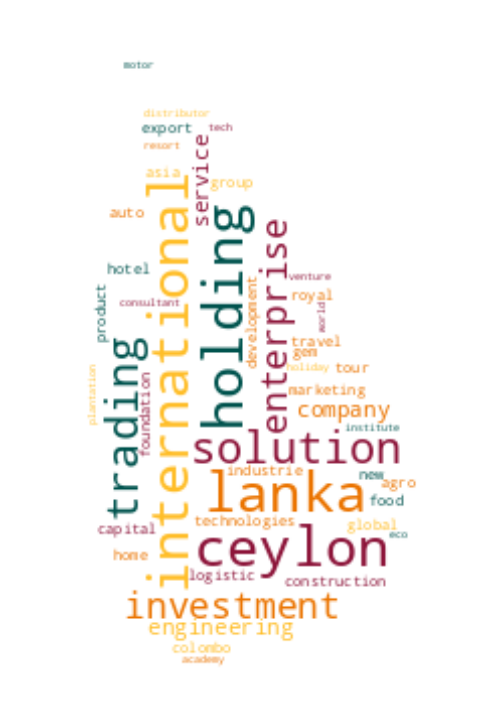 motor
distributor
export
tech
resort
service
asia
group
international
holding
auto
enterprise
hotel
venture
development
product
consultant
royal
world
trading
travel
gem
plantation
foundation
holiday
tour
marketing
company
institute
solution
industrie
new
lanka
agro
food
technologies
global
capital
eco
ceylon
home
logistic
construction
investment
engineering
colombo
academy